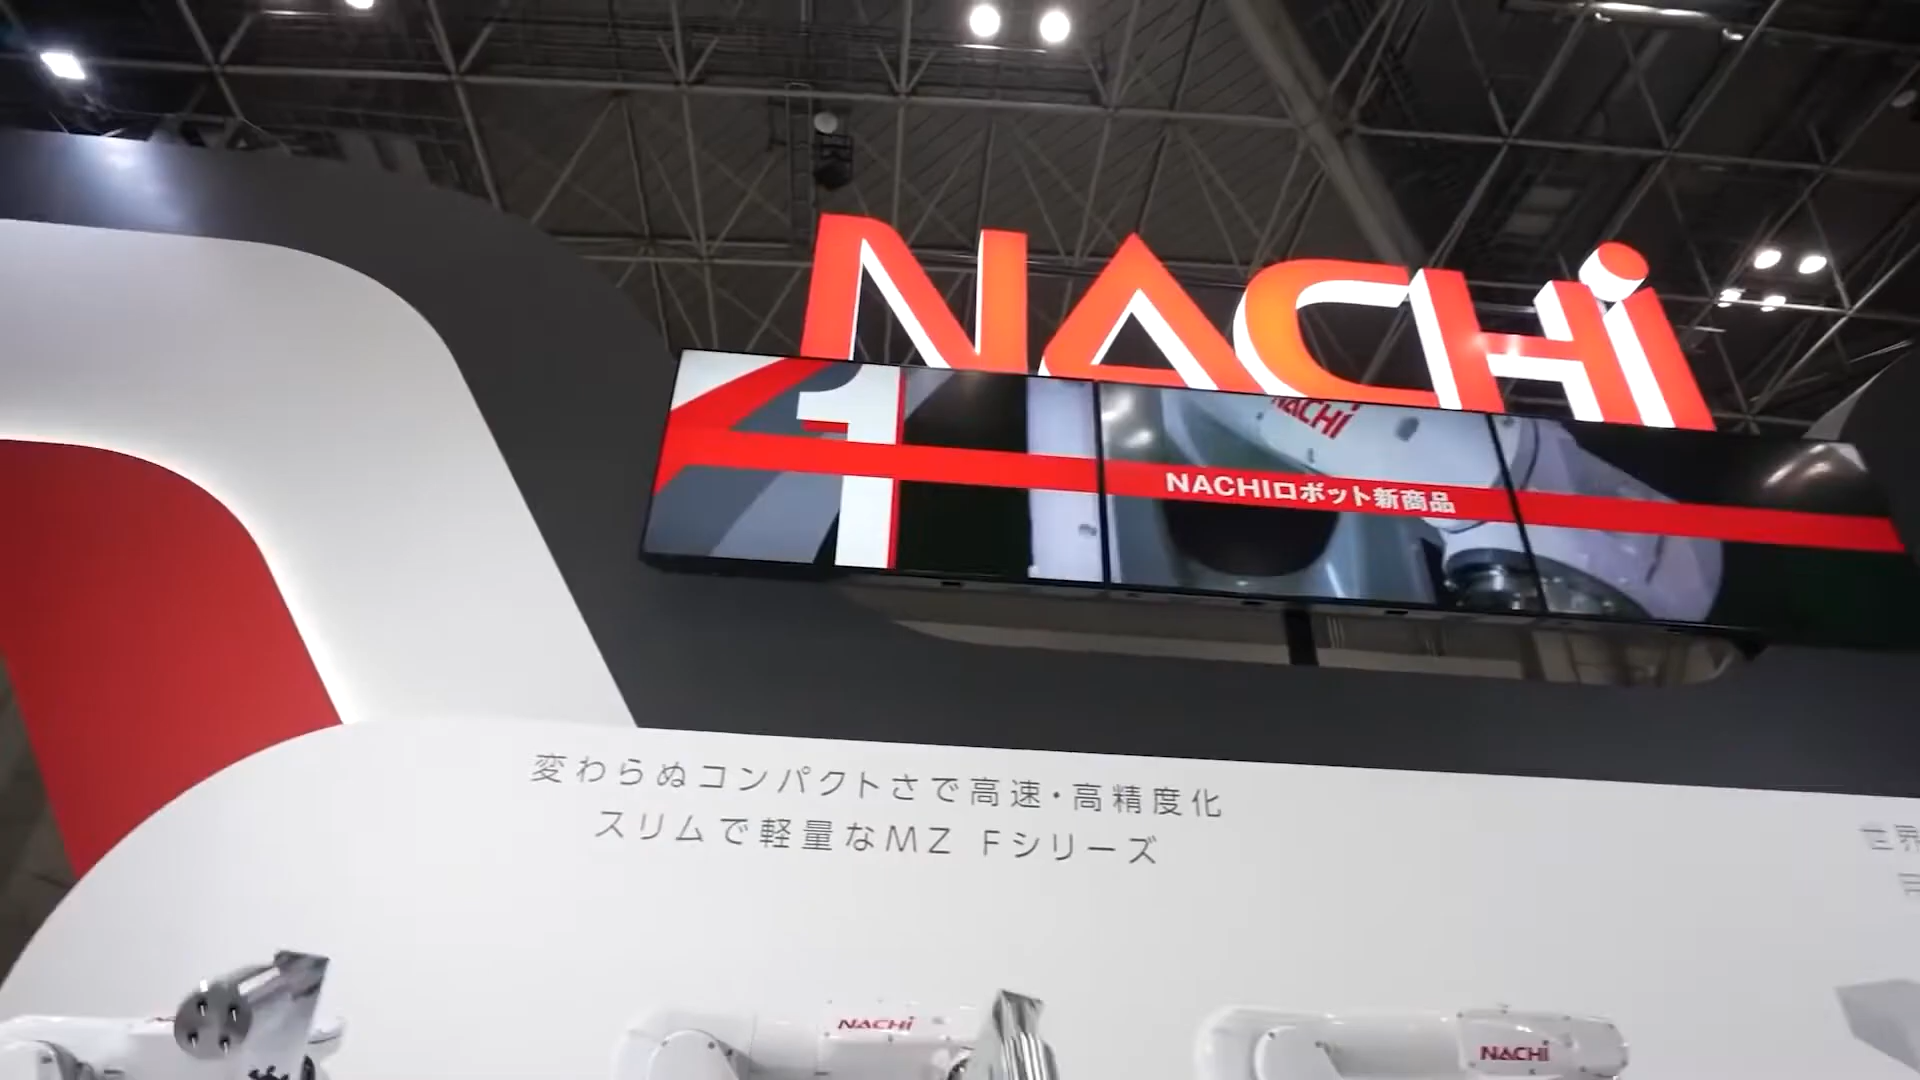 NACHi
NACHi
NACHIロボット新商品
変わらぬコンパクトさで高速・高精度化
スリムで軽量なMZ Fシリーズ
世界
NACHi
NACHi